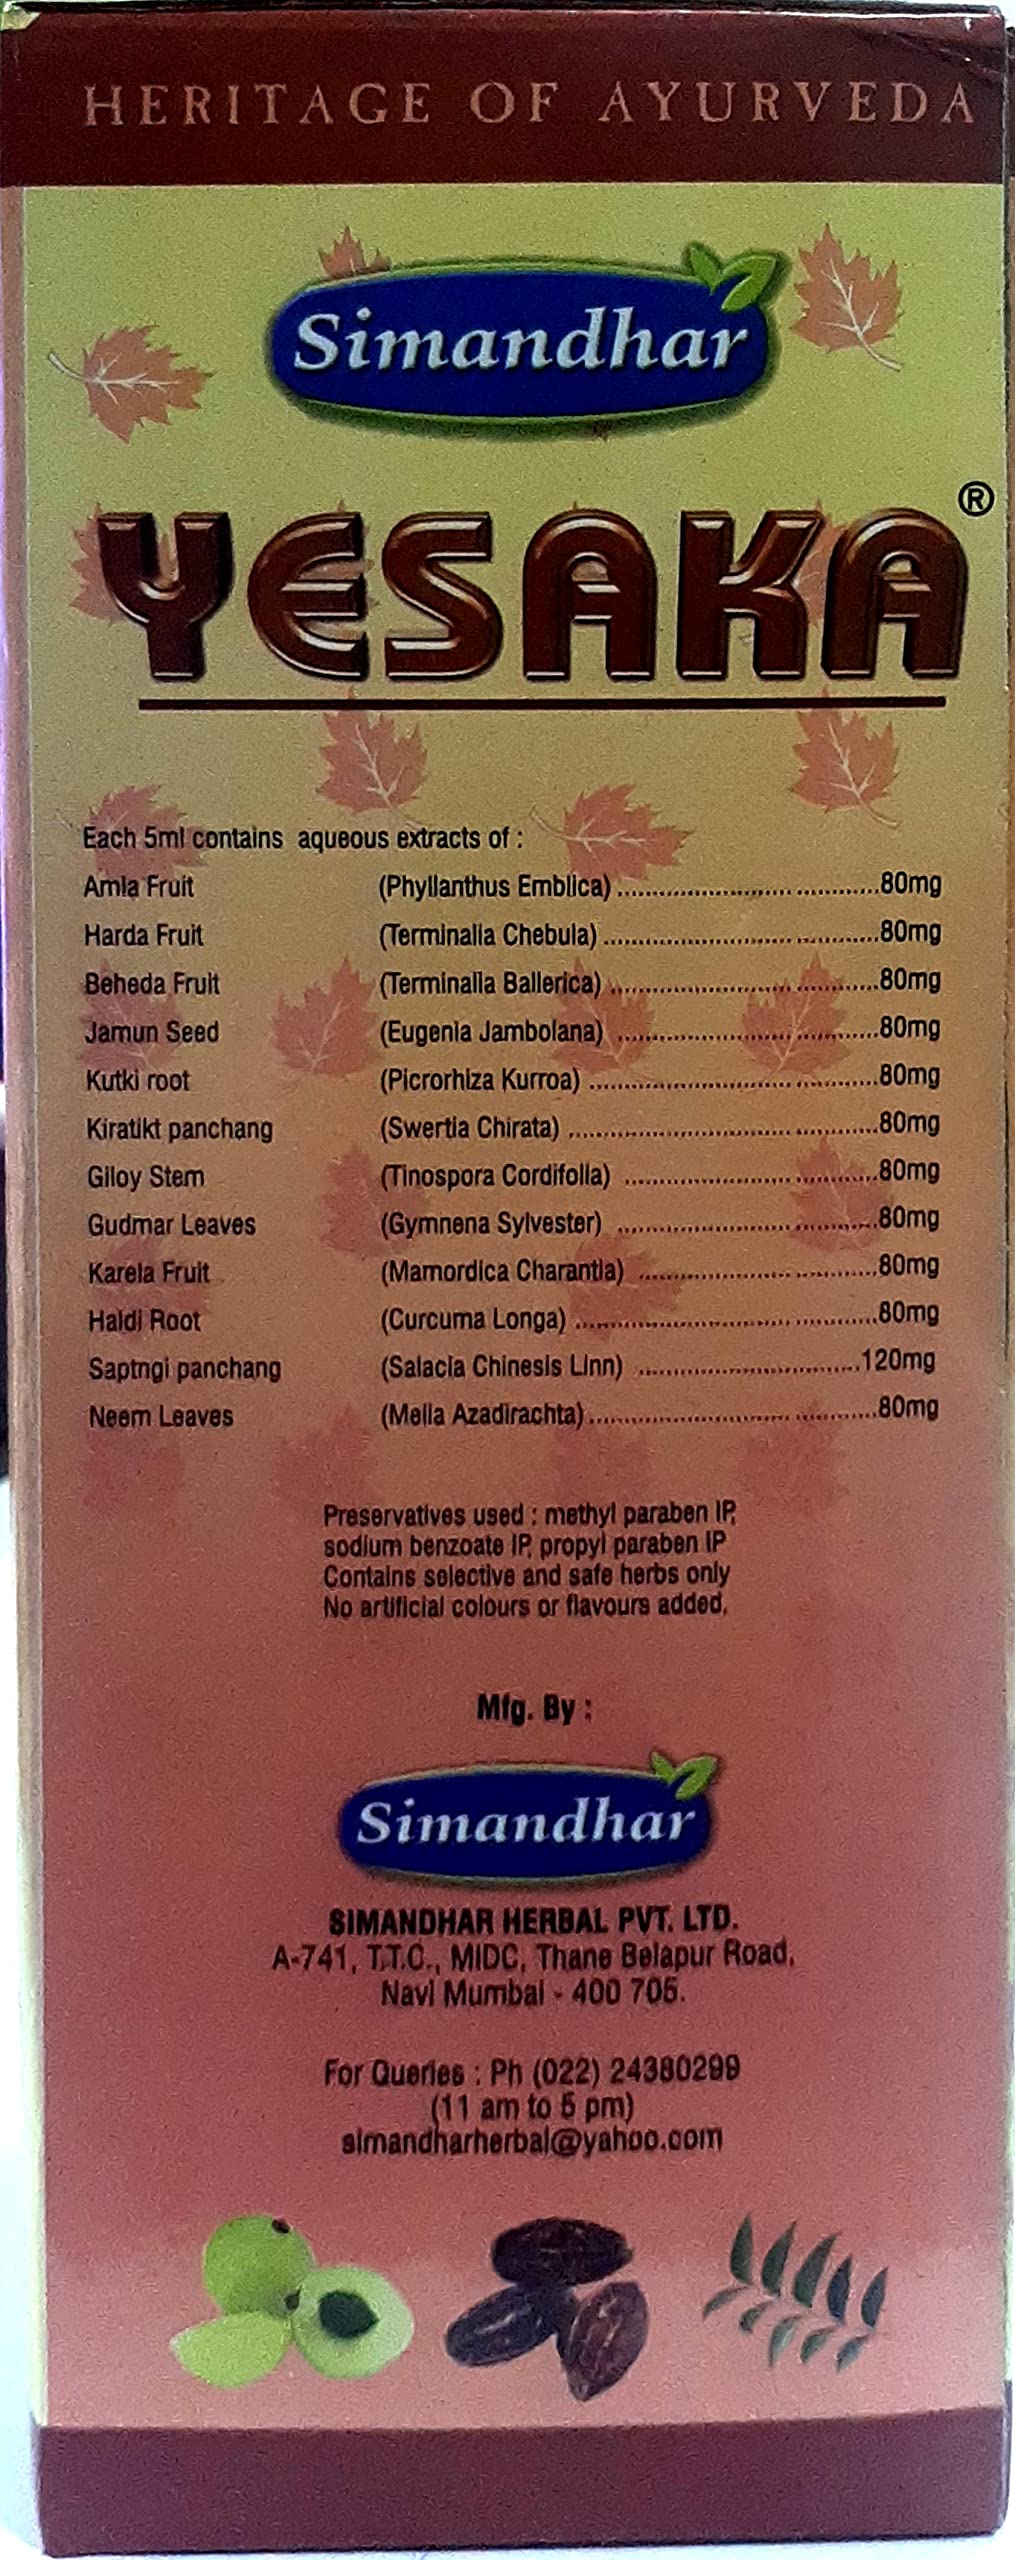 HERITAGE OF AYURVEDA
Simandhar
YESAKA®
Each 5ml contains aqueous extracts of :
Amla Fruit (Phyllanthus Emblica) ........................................80mg
Harda Fruit (Terminalia Chebula) ........................................80mg
Beheda Fruit (Terminalia Ballerica) ........................................80mg
Jamun Seed (Eugenia Jambolana) ........................................80mg
Kutki root (Picrorhiza Kurroa) ........................................80mg
Kiratikt panchang (Swertia Chirata) ........................................80mg
Giloy Stem (Tinospora Cordifolia) ........................................80mg
Gudmar Leaves (Gymnena Sylvester) ........................................80mg
Karela Fruit (Mamordica Charantia) ........................................80mg
Haldi Root (Curcuma Longa) ........................................80mg
Saptngi panchang (Salacia Chinesis Linn) ................................120mg
Neem Leaves (Melia Azadirachta) ........................................80mg
Preservatives used : methyl paraben IP,
sodium benzoate IP, propyl paraben IP
Contains selective and safe herbs only
No artificial colours or flavours added.
Mfg. By :
Simandhar
SIMANDHAR HERBAL PVT. LTD.
A-741, T.T.C., MIDC, Thane Belapur Road,
Navi Mumbai - 400 705.
For Queries : Ph (022) 24380299
(11 am to 5 pm)
simandharherbal@yahoo.com